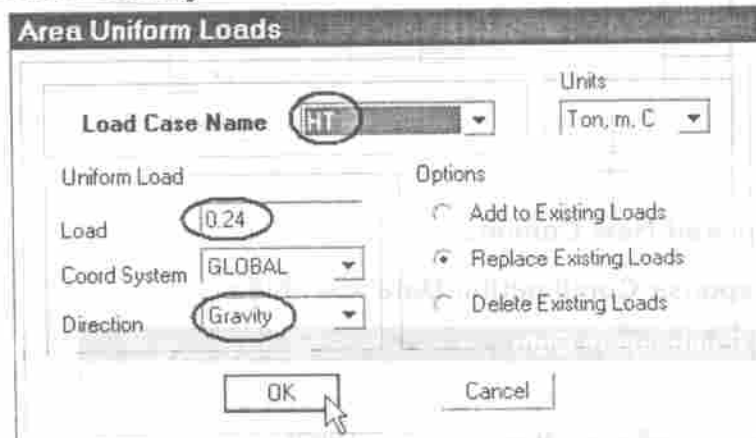 Area Uniform Loads
Units
Load Case Name HT Ton, m, C
Uniform Load
Load 0.24
Coord System GLOBAL
Direction Gravity
Options
Add to Existing Loads
Replace Existing Loads
Delete Existing Loads
OK Cancel